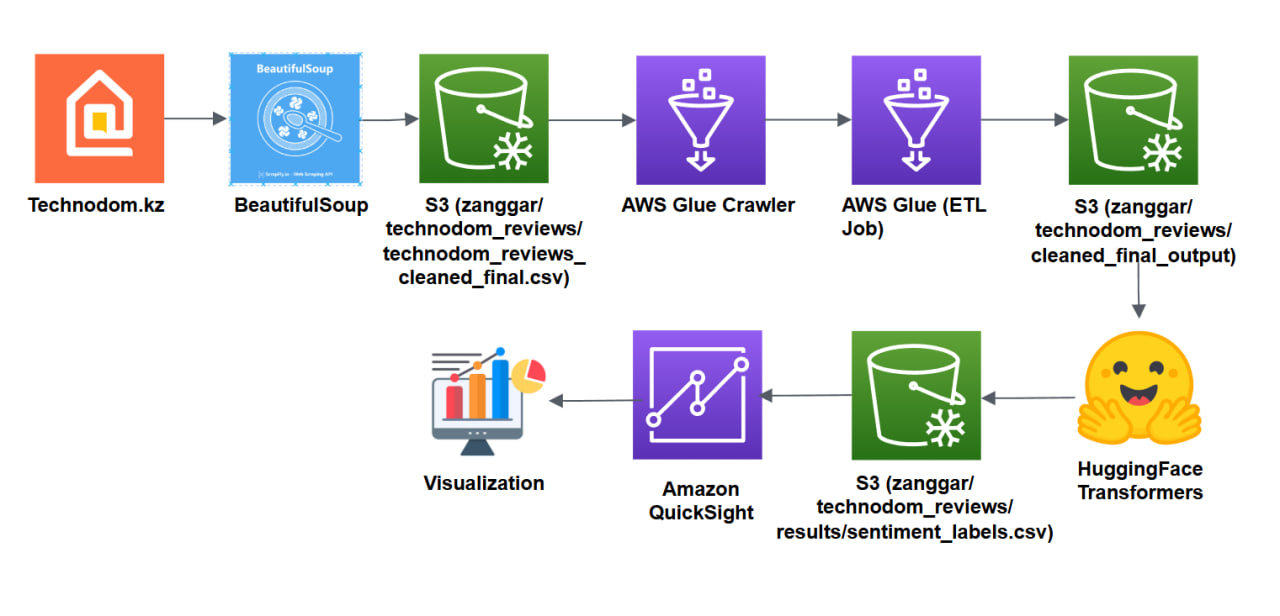 BeautifulSoup
Scrapfly.io - Web Scraping API
Technodom.kz
BeautifulSoup
S3 (zanggar/
technodom_reviews/
technodom_reviews_
cleaned_final.csv)
AWS Glue Crawler
AWS Glue (ETL
Job)
S3 (zanggar/
technodom_reviews/
cleaned_final_output)
Visualization
Amazon
QuickSight
S3 (zanggar/
technodom_reviews/
results/sentiment_labels.csv)
HuggingFace
Transformers